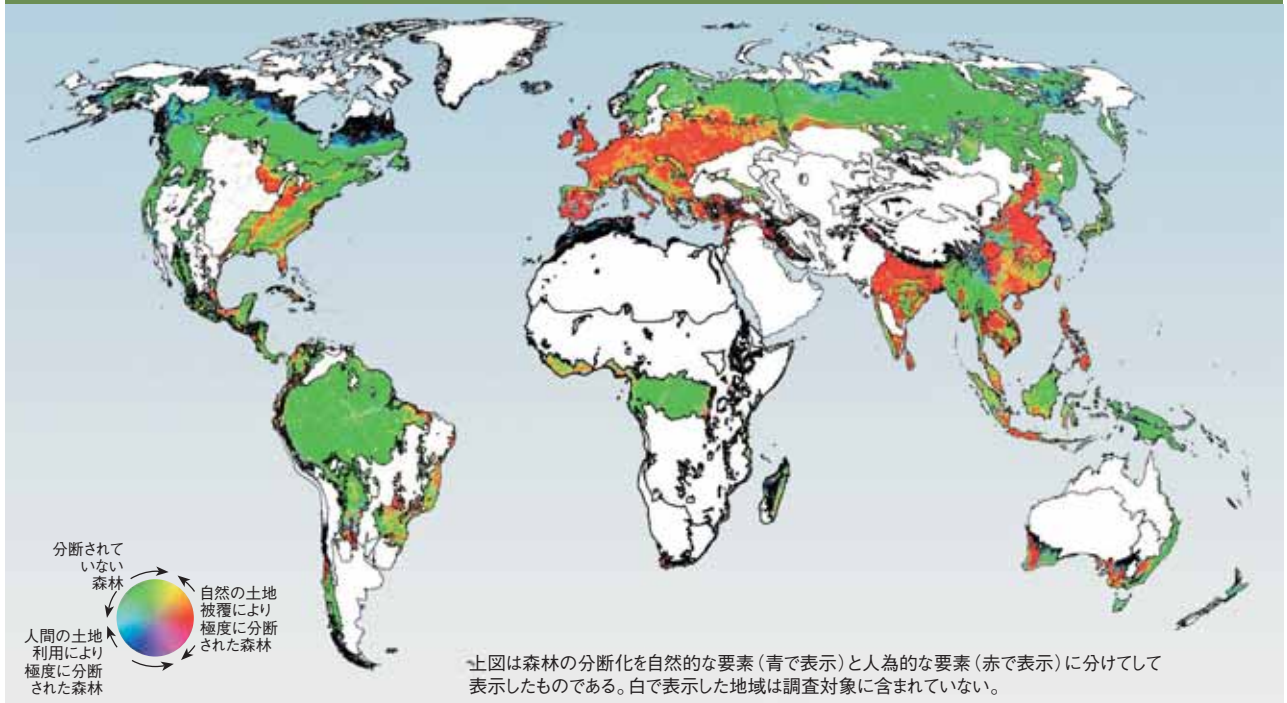 分断されて
いない
森林
自然の土地
被覆により
極度に分断
された森林
人間の土地
利用により
極度に分断
された森林
上図は森林の分断化を自然的な要素（青で表示）と人為的な要素（赤で表示）に分けてして
表示したものである。白で表示した地域は調査対象に含まれていない。